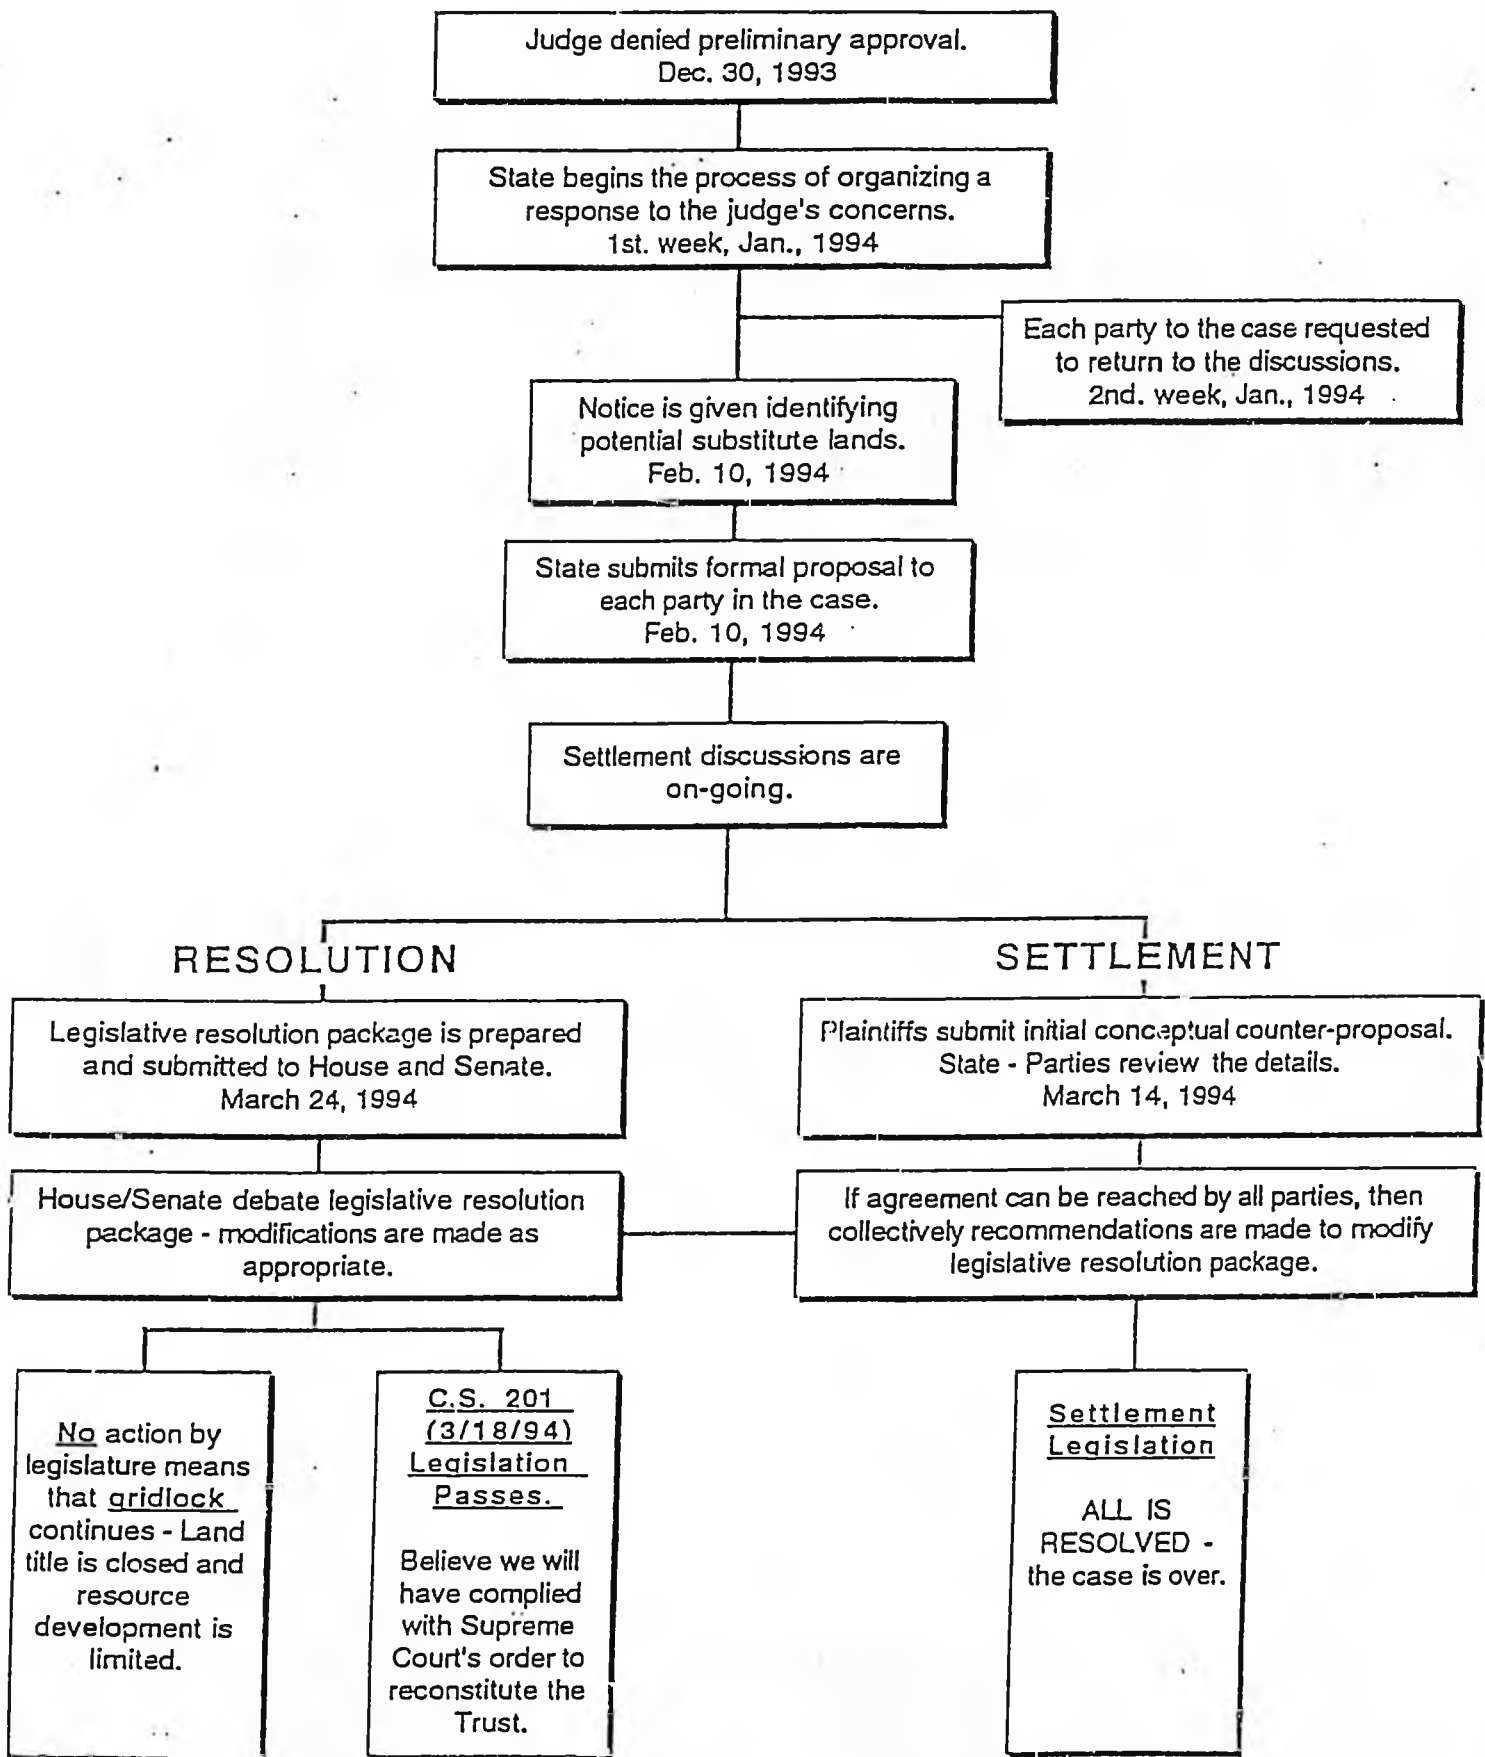 Judge denied preliminary approval.
Dec. 30, 1993
State begins the process of organizing a
response to the judge's concerns.
1st. week, Jan., 1994
Each party to the case requested
to return to the discussions.
2nd. week, Jan., 1994
Notice is given identifying
potential substitute lands.
Feb. 10, 1994
State submits formal proposal to
each party in the case.
Feb. 10, 1994
Settlement discussions are
on-going.
RESOLUTION
Legislative resolution package is prepared
and submitted to House and Senate.
March 24, 1994
House/Senate debate legislative resolution
package - modifications are made as
appropriate.
No action by
legislature means
that gridlock
continues - Land
title is closed and
resource
development is
limited.
C.S. 201
(3/18/94)
Legislation
Passes.
Believe we will
have complied
with Supreme
Court's order to
reconstitute the
Trust.
SETTLEMENT
Plaintiffs submit initial conceptual counter-proposal.
State - Parties review the details.
March 14, 1994
If agreement can be reached by all parties, then
collectively recommendations are made to modify
legislative resolution package.
Settlement
Legislation
ALL IS
RESOLVED -
the case is over.